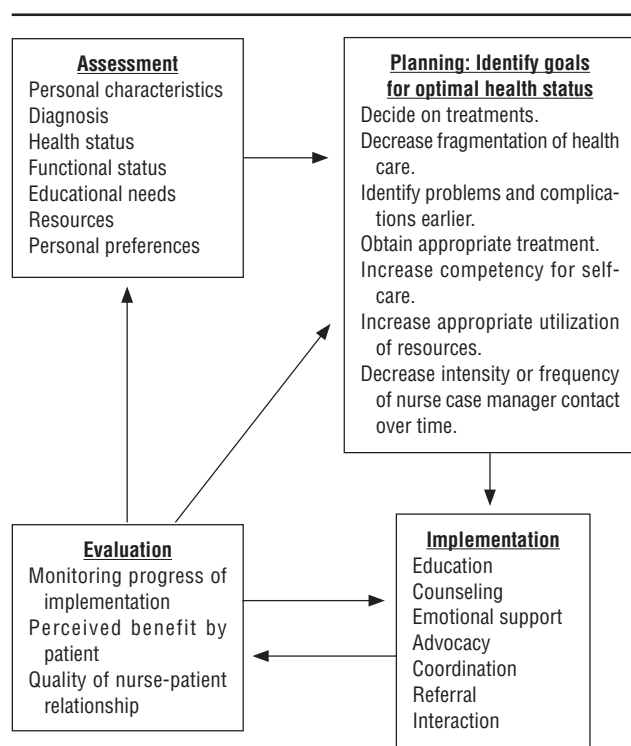 Assessment
Personal characteristics
Diagnosis
Health status
Functional status
Educational needs
Resources
Personal preferences
Planning: Identify goals
for optimal health status
Decide on treatments.
Decrease fragmentation of health
care.
Identify problems and complica-
tions earlier.
Obtain appropriate treatment.
Increase competency for self-
care.
Increase appropriate utilization
of resources.
Decrease intensity or frequency
of nurse case manager contact
over time.
Evaluation
Monitoring progress of
implementation
Perceived benefit by
patient
Quality of nurse-patient
relationship
Implementation
Education
Counseling
Emotional support
Advocacy
Coordination
Referral
Interaction